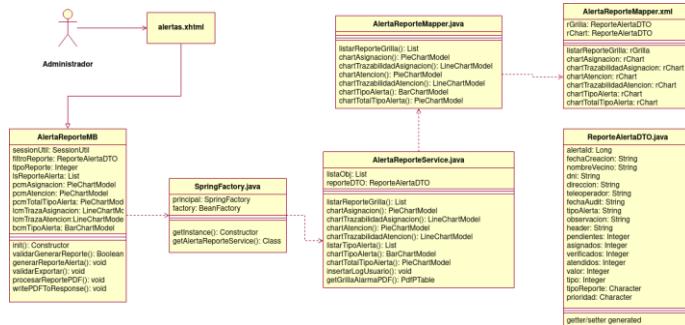 Administrador
alertas.xhtml
AlertaReporteMB
sessionUtil: SessionUtil
filtroReporte: ReporteAlertaDTO
tipoReporte: Integer
lsReporteAlerta: List
pcmAsignacion: PieChartModel
pcmAtencion: PieChartModel
pcmTotalTipoAlerta: PieChartMod
lcmTrazaAsignacion: LineChartMc
lcmTrazaAtencion:LineChartMode
bcmTipoAlerta: BarChartModel
init(): Constructor
validarGenerarReporte(): Boolean
generarReporteAlerta(): void
validarExportar(): void
procesarReportePDF(): void
writePDFToResponse(): void
SpringFactory.java
principal: SpringFactory
factory: BeanFactory
getInstance(): Constructor
getAlertaReporteService(): Class
AlertaReporteMapper.java
listarReporteGrilla(): List
chartAsignacion(): PieChartModel
chartTrazabilidadAsignacion(): LineChartModel
chartAtencion(): PieChartModel
chartTrazabilidadAtencion(): LineChartModel
chartTipoAlerta(): BarChartModel
chartTotalTipoAlerta(): PieChartModel
AlertaReporteService.java
listaObj: List
reporteDTO: ReporteAlertaDTO
listarReporteGrilla(): List
chartAsignacion(): PieChartModel
chartTrazabilidadAsignacion(): LineChartModel
chartAtencion(): PieChartModel
chartTrazabilidadAtencion(): LineChartModel
listarTipoAlerta(): List
chartTipoAlerta(): BarChartModel
chartTotalTipoAlerta(): PieChartModel
insertarLogUsuario(): void
getGrillaAlarmaPDF(): PdfPTable
AlertaReporteMapper.xml
rGrilla: ReporteAlertaDTO
rChart: ReporteAlertaDTO
listarReporteGrilla: rGrilla
chartAsignacion: rChart
chartTrazabilidadAsignacion: rChart
chartAtencion: rChart
chartTrazabilidadAtencion: rChart
chartTipoAlerta: rChart
chartTotalTipoAlerta: rChart
ReporteAlertaDTO.java
alertaId: Long
fechaCreacion: String
nombreVecino: String
dni: String
direccion: String
teleoperador: String
fechaAudit: String
tipoAlerta: String
observacion: String
header: String
pendientes: Integer
asignados: Integer
verificados: Integer
atendidos: Integer
valor: Integer
tipo: Integer
tipoReporte: Character
prioridad: Character
getter/setter generated